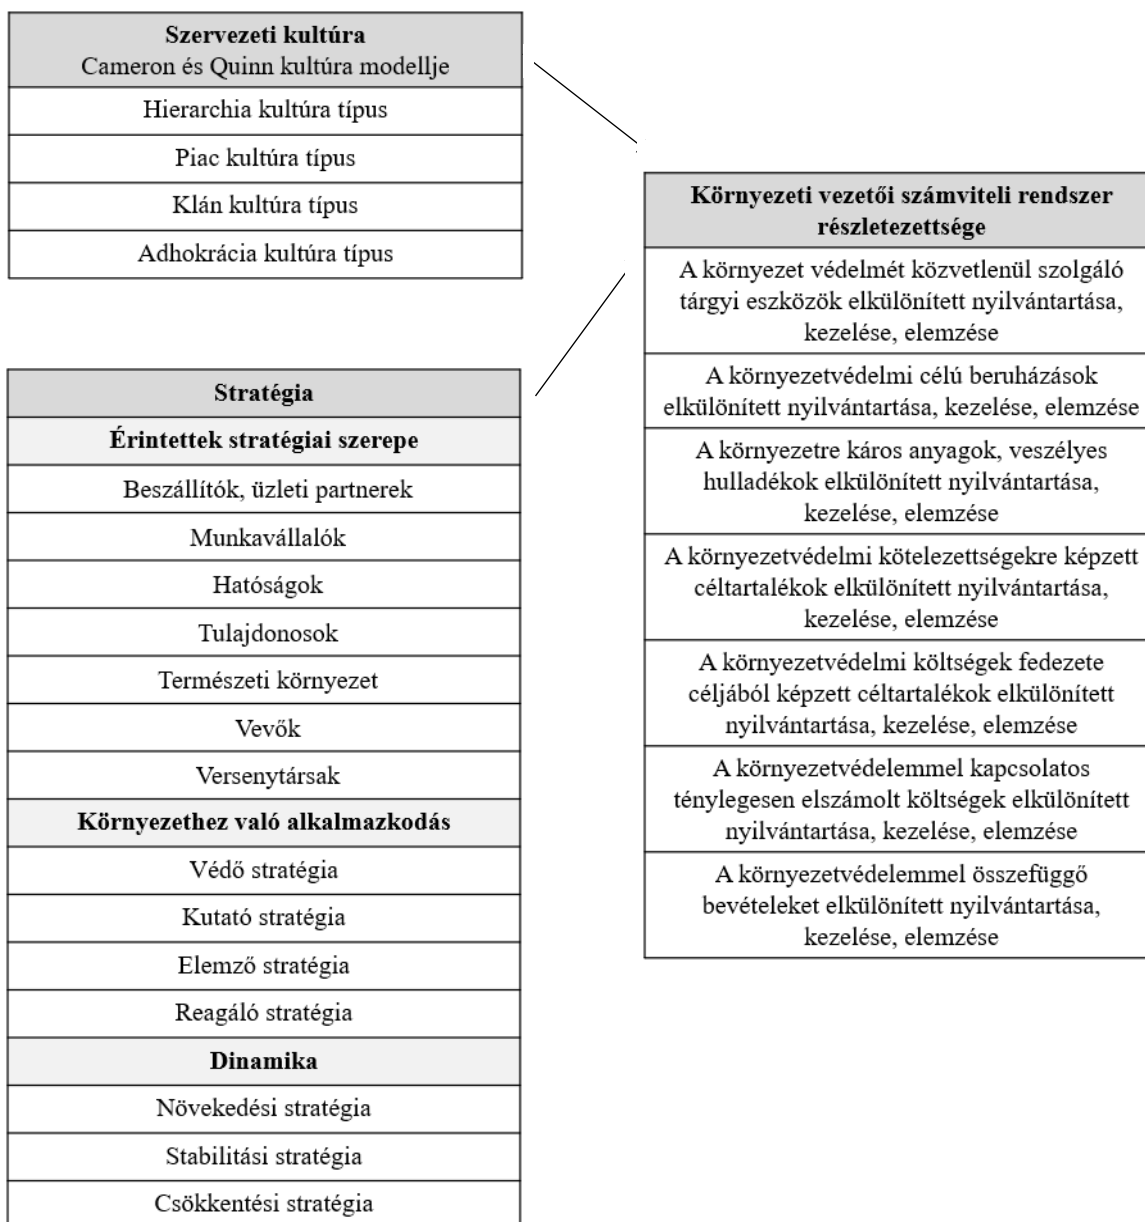 Szervezeti kultúra
Cameron és Quinn kultúra modellje
Hierarchia kultúra típus
Piac kultúra típus
Klán kultúra típus
Adhokrácia kultúra típus
Stratégia
Érintettek stratégiai szerepe
Beszállítók, üzleti partnerek
Munkavállalók
Hatóságok
Tulajdonosok
Természeti környezet
Vevők
Versenytársak
Környezethez való alkalmazkodás
Védő stratégia
Kutató stratégia
Elemző stratégia
Reagáló stratégia
Dinamika
Növekedési stratégia
Stabilitási stratégia
Csökkentési stratégia
Környezeti vezetői számviteli rendszer
részletezettsége
A környezet védelmét közvetlenül szolgáló
tárgyi eszközök elkülönített nyilvántartása,
kezelése, elemzése
A környezetvédelmi célú beruházások
elkülönített nyilvántartása, kezelése, elemzése
A környezetre káros anyagok, veszélyes
hulladékok elkülönített nyilvántartása,
kezelése, elemzése
A környezetvédelmi kötelezettségekre képzett
céltartalékok elkülönített nyilvántartása,
kezelése, elemzése
A környezetvédelmi költségek fedezete
céljából képzett céltartalékok elkülönített
nyilvántartása, kezelése, elemzése
A környezetvédelemmel kapcsolatos
ténylegesen elszámolt költségek elkülönített
nyilvántartása, kezelése, elemzése
A környezetvédelemmel összefüggő
bevételeket elkülönített nyilvántartása,
kezelése, elemzése